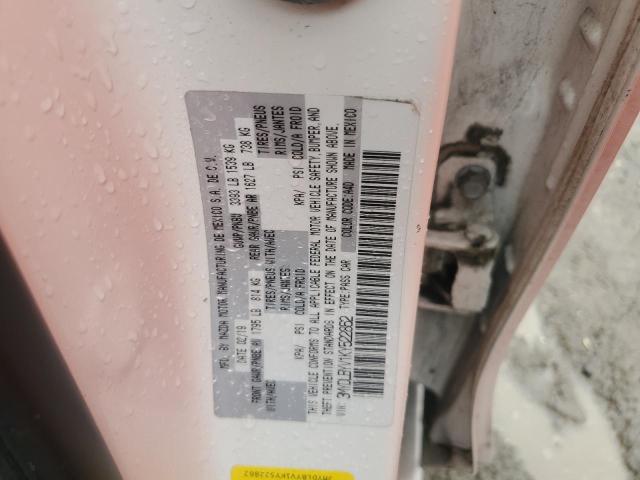 MFD. BY MAZDA MOTOR MANUFACTURING DE MEXICO S.A. DE C.V.
DATE 02/19 GVWR/PNBV 3393 LB 1539 KG
FRONT GAWR/PNBE AV 1795 LB 814 KG REAR GAWR/PNBE AR 1627 LB 738 KG
WITH/AVEC TIRES/PNEUS WITH/AVEC TIRES/PNEUS
RIMS/JANTES RIMS/JANTES
KPA/ PSI COLD/A FROID KPA/ PSI COLD/A FROID
THIS VEHICLE CONFORMS TO ALL APPLICABLE FEDERAL MOTOR VEHICLE SAFETY, BUMPER, AND
THEFT PREVENTION STANDARDS IN EFFECT ON THE DATE OF MANUFACTURE SHOWN ABOVE.
VIN: 3MYDLBYV1KY522862 TYPE:PASS CAR COLOR CODE:A4D MADE IN MEXICO
3MYDLBYV1KY522862